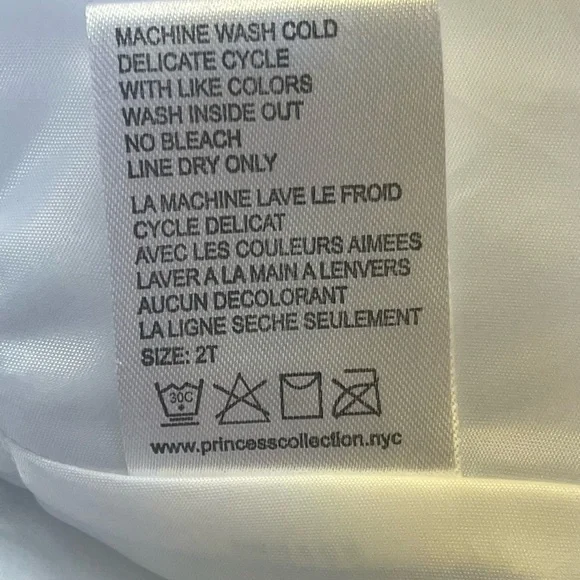 MACHINE WASH COLD
DELICATE CYCLE
WITH LIKE COLORS
WASH INSIDE OUT
NO BLEACH
LINE DRY ONLY
LA MACHINE LAVE LE FROID
CYCLE DELICAT
AVEC LES COULEURS AIMEES
LAVER A LA MAIN A LENVERS
AUCUN DECOLORANT
LA LIGNE SECHE SEULEMENT
SIZE: 2T
30C
www.princesscollection.nyc